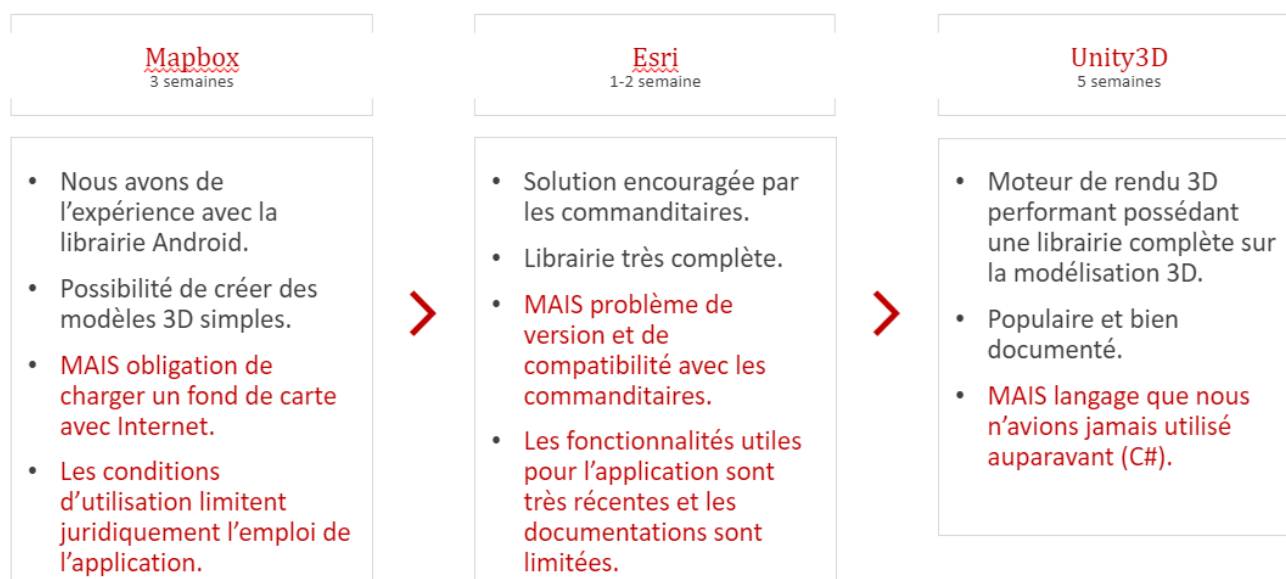 Mapbox
3 semaines
• Nous avons de
l’expérience avec la
librairie Android.
• Possibilité de créer des
modèles 3D simples.
• MAIS obligation de
charger un fond de carte
avec Internet.
• Les conditions
d’utilisation limitent
juridiquement l’emploi de
l’application.
Esri
1-2 semaine
• Solution encouragée par
les commanditaires.
• Librairie très complète.
• MAIS problème de
version et de
compatibilité avec les
commanditaires.
• Les fonctionnalités utiles
pour l’application sont
très récentes et les
documentations sont
limitées.
Unity3D
5 semaines
• Moteur de rendu 3D
performant possédant
une librairie complète sur
la modélisation 3D.
• Populaire et bien
documenté.
• MAIS langage que nous
n’avions jamais utilisé
auparavant (C#).